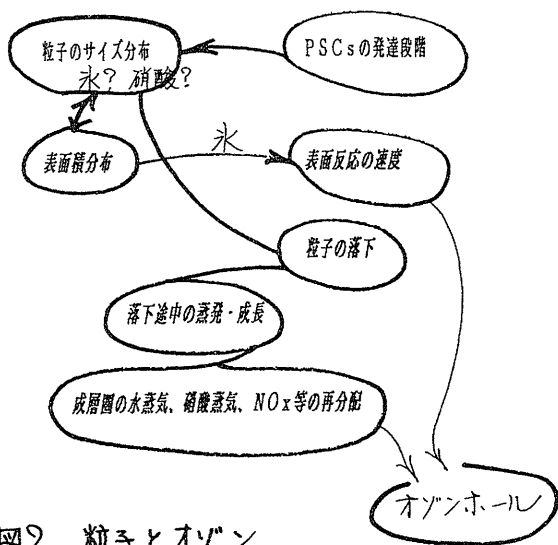 粒子のサイズ分布
氷？硝酸？
PSCsの発達段階
表面積分布
氷
表面反応の速度
粒子の落下
落下途中の蒸発・成長
成層圏の水蒸気、硝酸蒸気、NOx等の再分配
オゾンホール
図2 粒子とオゾン